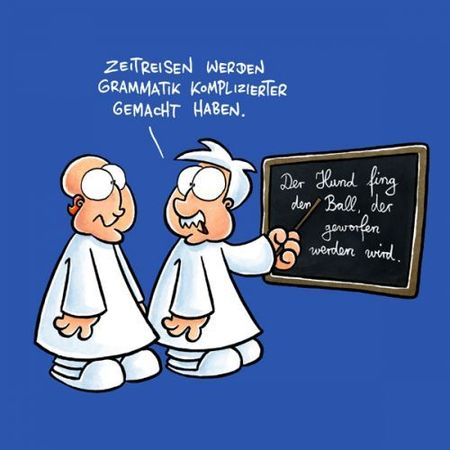 ZEITREISEN WERDEN
GRAMMATIK KOMPLIZIERTER
GEMACHT HABEN.
Der Hund fing
den Ball, der
geworfen
werden wird.